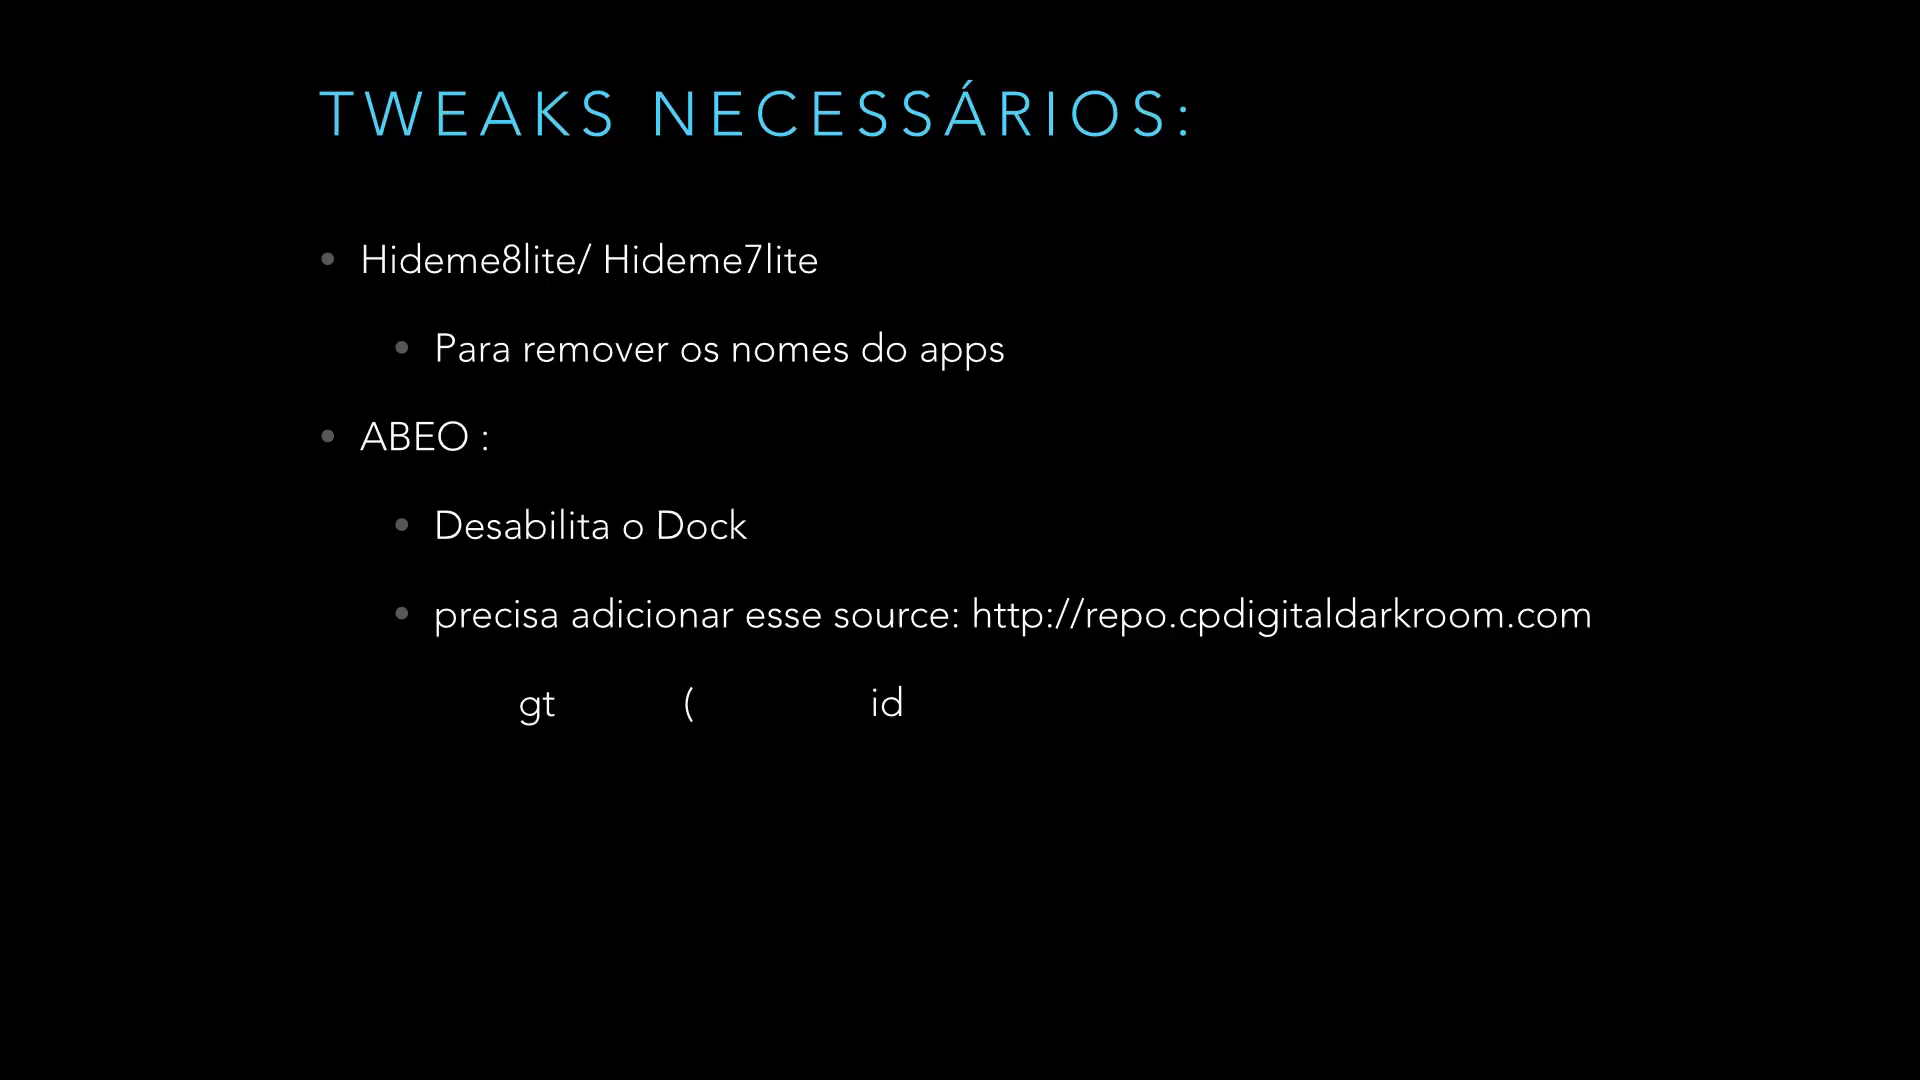 TWEAKS NECESSÁRIOS:
• Hideme8lite/ Hideme7lite
• Para remover os nomes do apps
• ABEO :
• Desabilita o Dock
• precisa adicionar esse source: http://repo.cpdigitaldarkroom.com
gt ( id